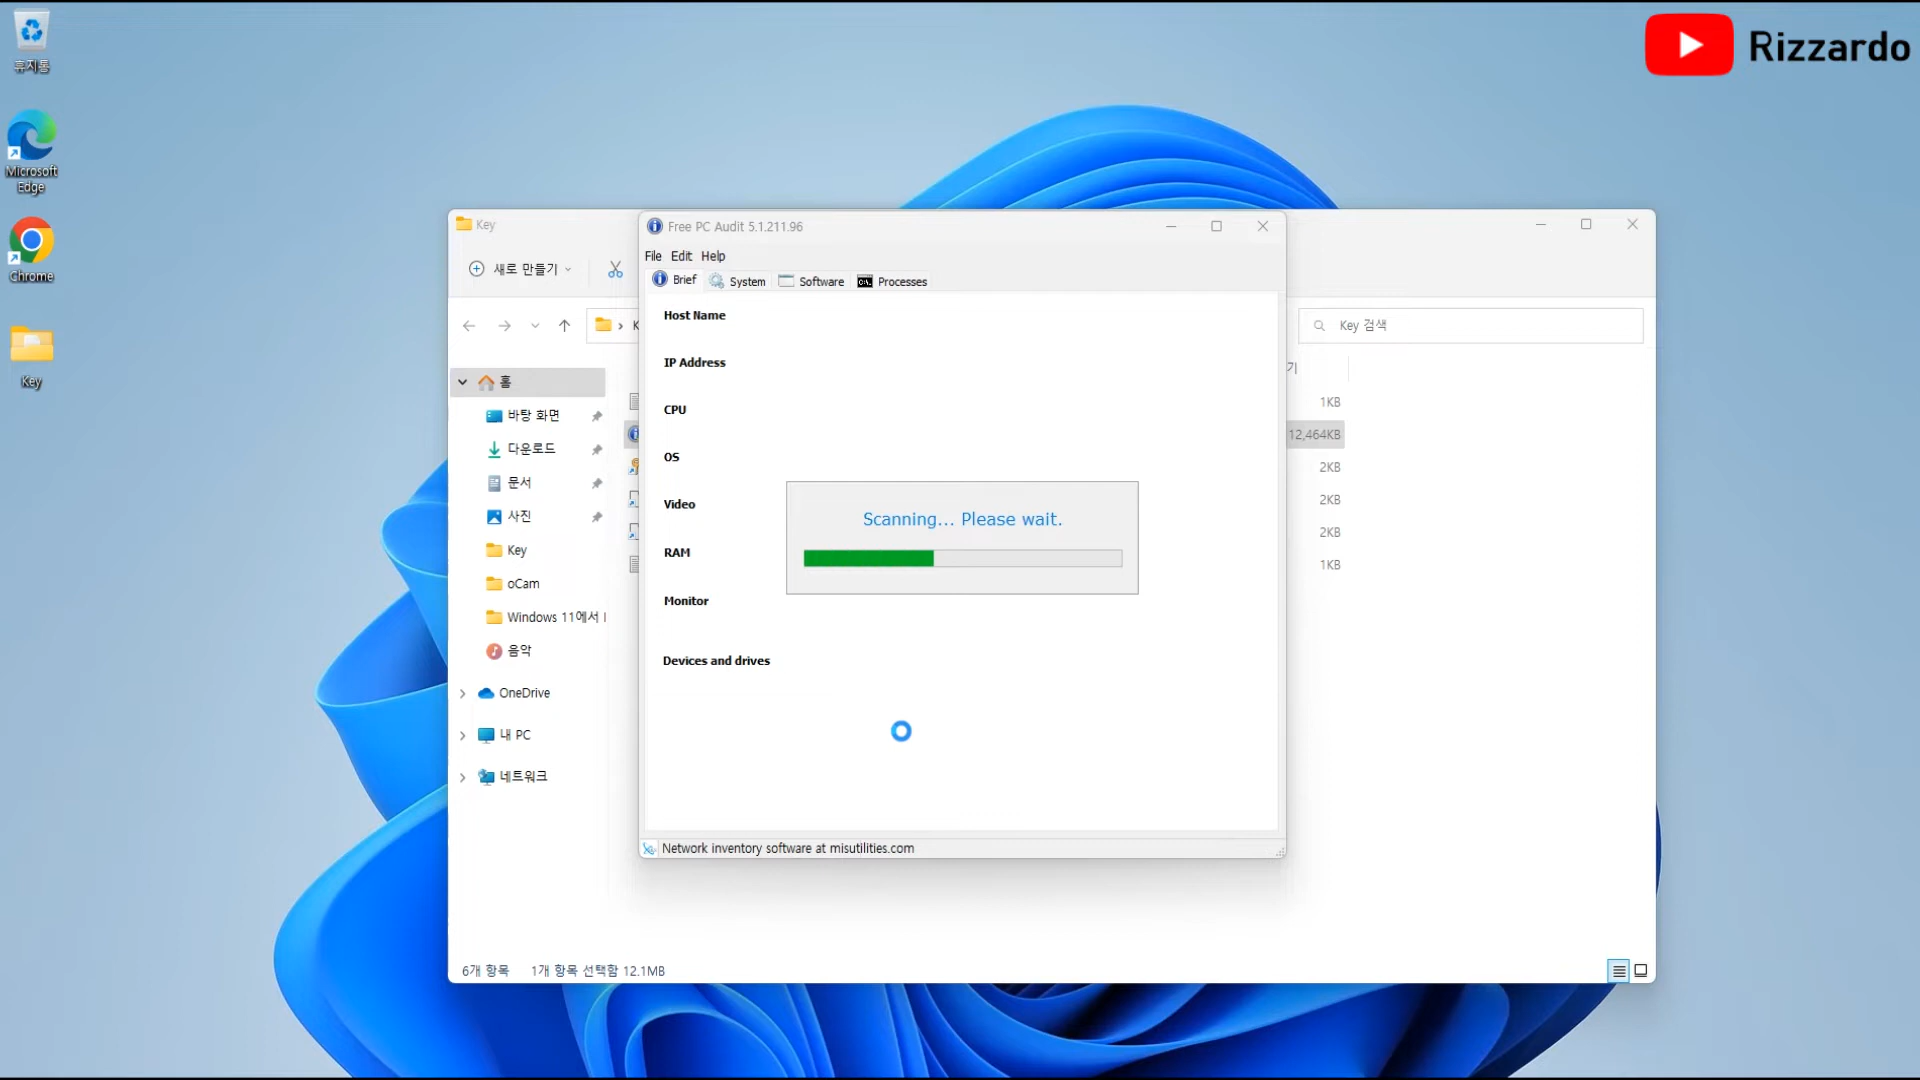 휴지통
Microsoft
Edge
Chrome
Key
Rizzardo
Key
새로 만들기
K
Key 검색
홈
바탕 화면
다운로드
문서
사진
Key
oCam
Windows 11에서
음악
OneDrive
내 PC
네트워크
기
1KB
12,464KB
2KB
2KB
2KB
1KB
6개 항목
1개 항목 선택함 12.1MB
Free PC Audit 5.1.211.96
File Edit Help
Brief System Software Processes
Host Name
IP Address
CPU
OS
Video
RAM
Monitor
Devices and drives
Scanning... Please wait.
Network inventory software at misutilities.com